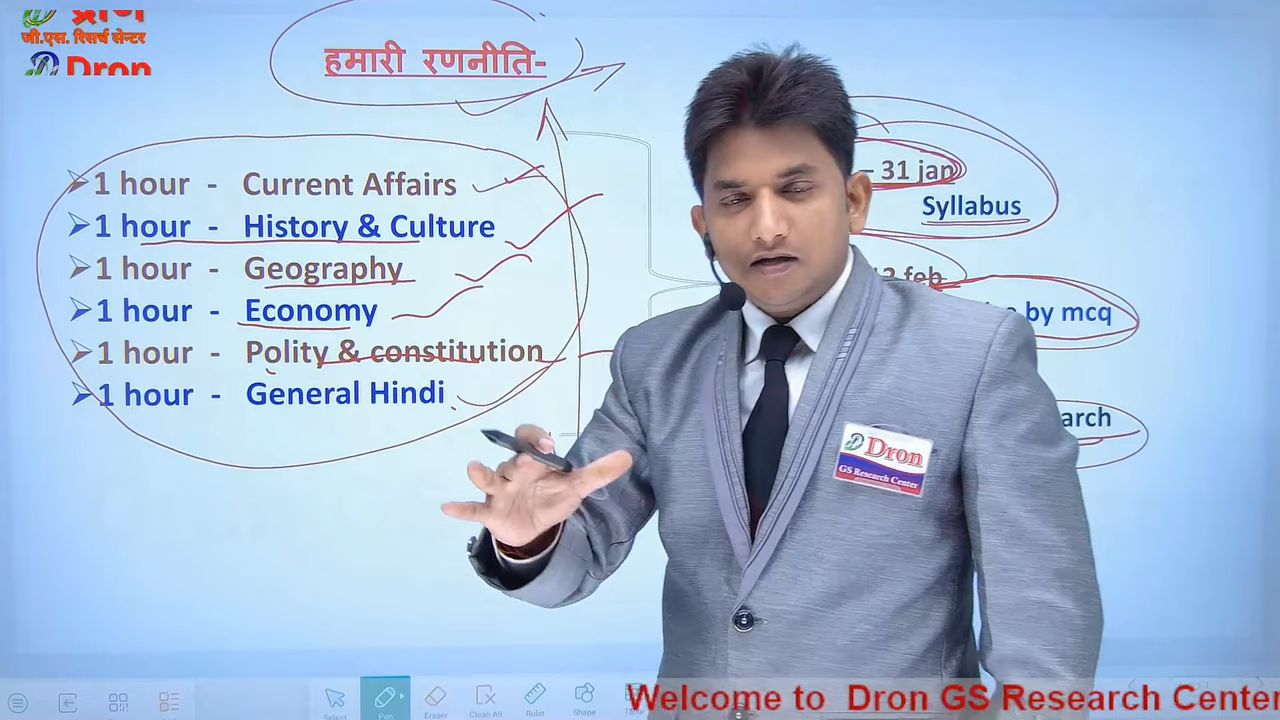 जी.एस. रिसर्च सेन्टर
Dron
हमारी रणनीति-
1 hour - Current Affairs
1 hour - History & Culture
1 hour - Geography
1 hour - Economy
1 hour - Polity & constitution
1 hour - General Hindi
– 31 jan
Syllabus
feb
by mcq
Dron
GS Research Center
Select
Pen
Eraser
Clean All
Ruler
Shape
Welcome to Dron GS Research Center